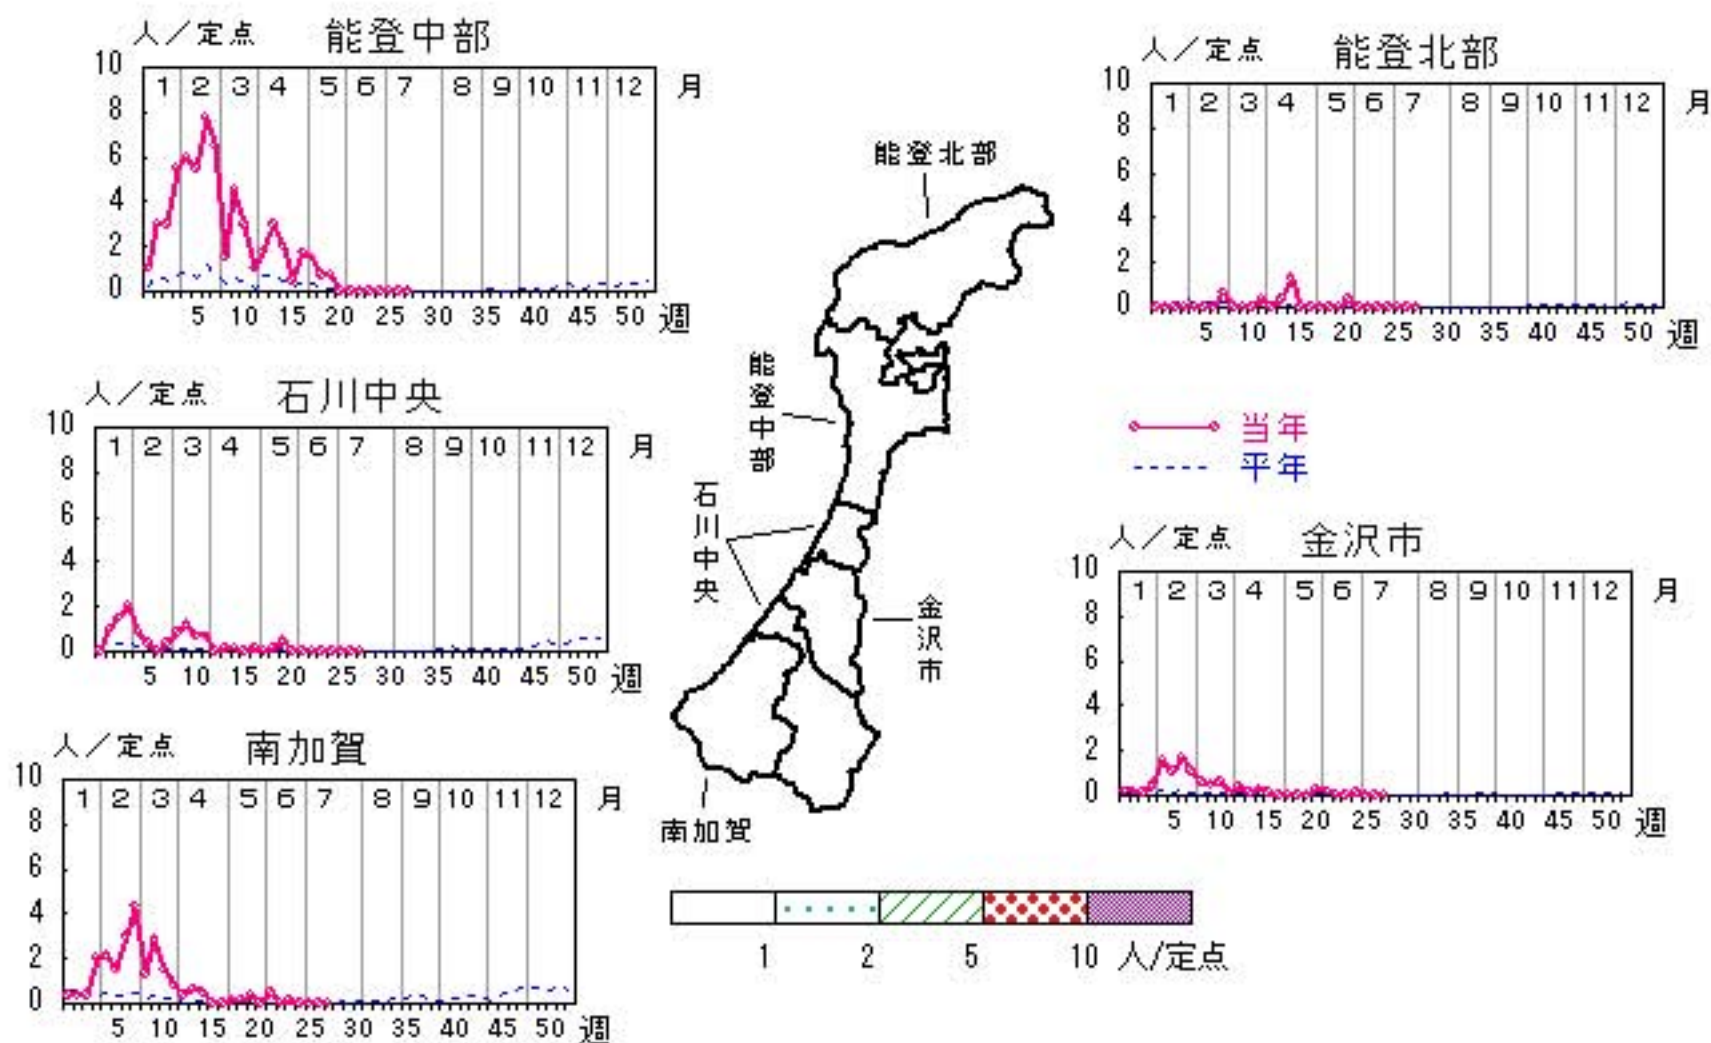 人／定点 能登中部
10 8 6 4 2 0
1 2 3 4 5 6 7 8 9 10 11 12 月
5 10 15 20 25 30 35 40 45 50 週
人／定点 能登北部
10 8 6 4 2 0
1 2 3 4 5 6 7 8 9 10 11 12 月
5 10 15 20 25 30 35 40 45 50 週
人／定点 石川中央
10 8 6 4 2 0
1 2 3 4 5 6 7 8 9 10 11 12 月
5 10 15 20 25 30 35 40 45 50 週
能登北部
能登中部
石川中央
金沢市
南加賀
当年
平年
人／定点 金沢市
10 8 6 4 2 0
1 2 3 4 5 6 7 8 9 10 11 12 月
5 10 15 20 25 30 35 40 45 50 週
人／定点 南加賀
10 8 6 4 2 0
1 2 3 4 5 6 7 8 9 10 11 12 月
5 10 15 20 25 30 35 40 45 50 週
1 2 5 10 人/定点